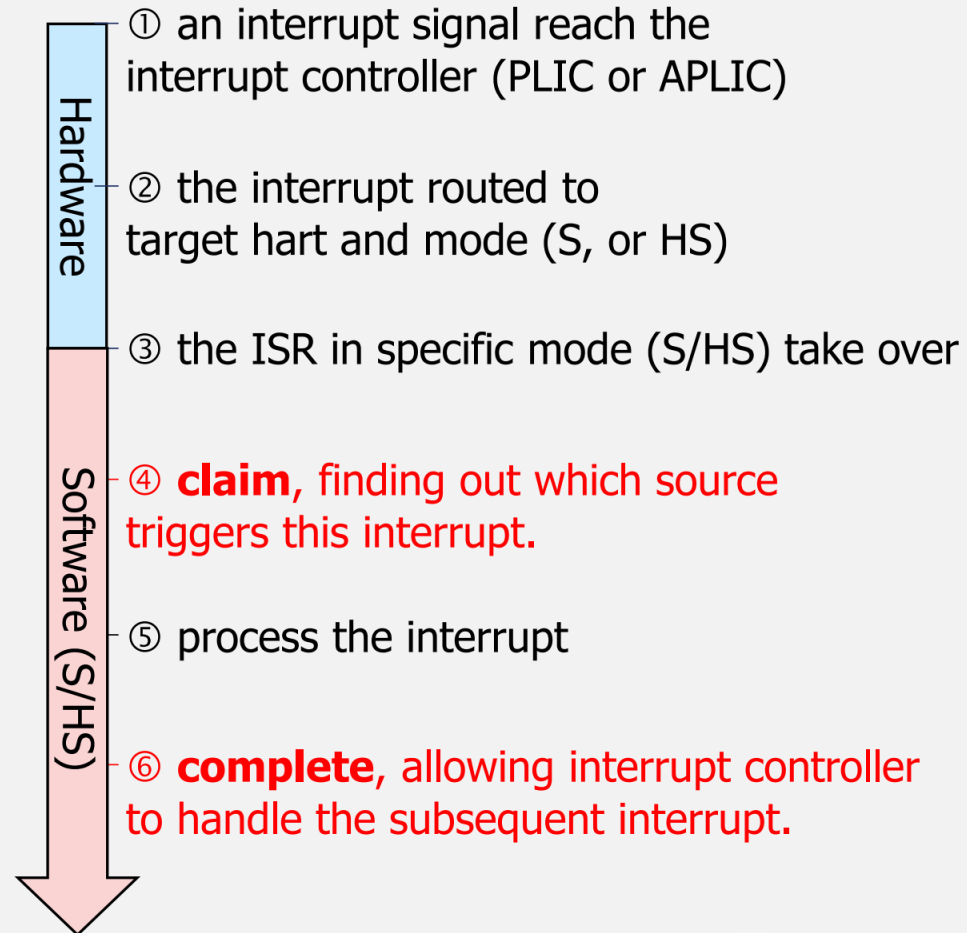 ① an interrupt signal reach the
interrupt controller (PLIC or APLIC)
Hardware
② the interrupt routed to
target hart and mode (S, or HS)
③ the ISR in specific mode (S/HS) take over
Software (S/HS)
④ claim, finding out which source
triggers this interrupt.
⑤ process the interrupt
⑥ complete, allowing interrupt controller
to handle the subsequent interrupt.